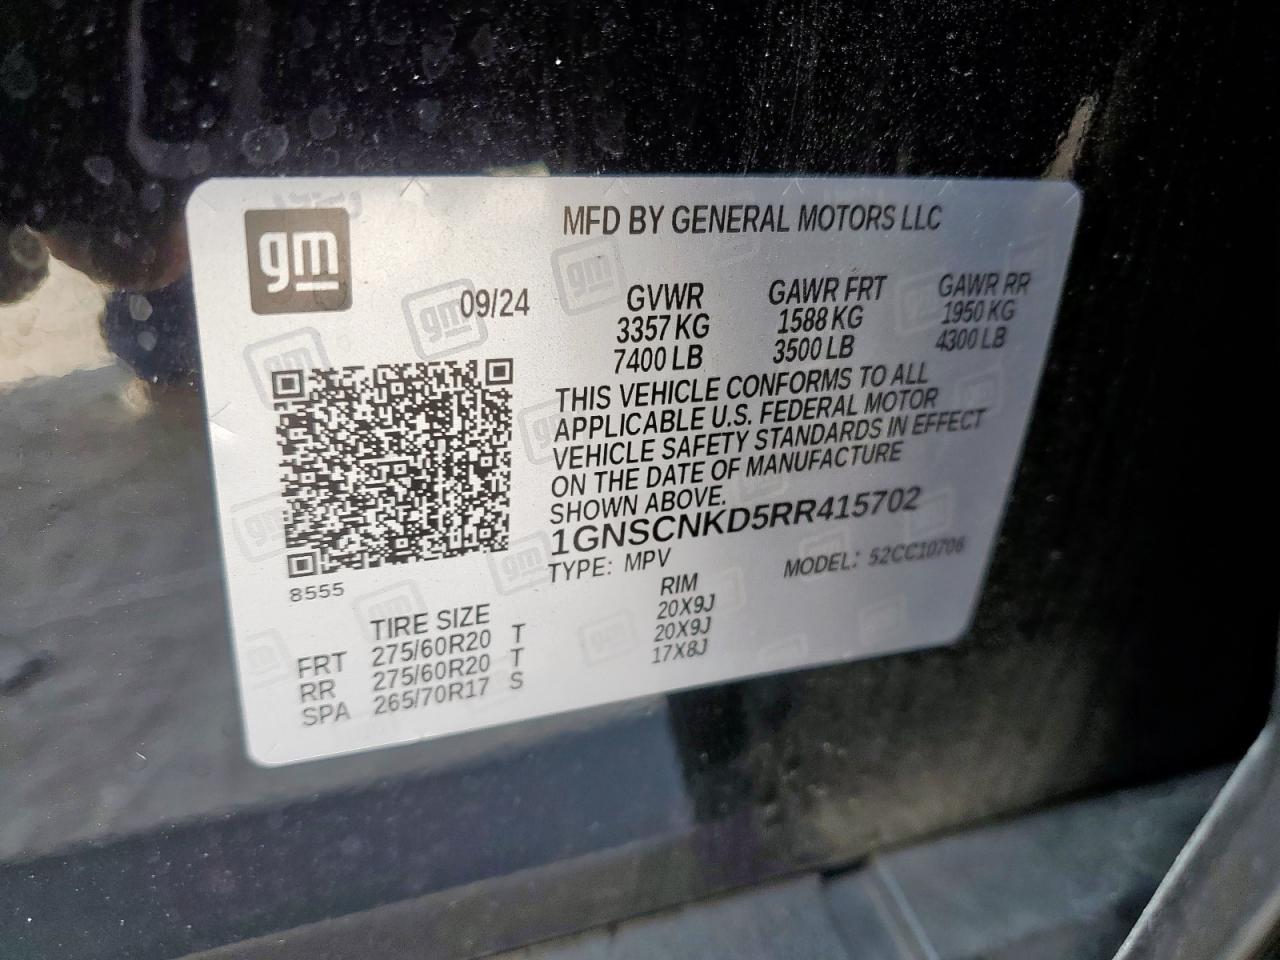 gm
MFD BY GENERAL MOTORS LLC
09/24
GVWR GAWR FRT GAWR RR
3357 KG 1588 KG 1950 KG
7400 LB 3500 LB 4300 LB
THIS VEHICLE CONFORMS TO ALL
APPLICABLE U.S. FEDERAL MOTOR
VEHICLE SAFETY STANDARDS IN EFFECT
ON THE DATE OF MANUFACTURE
SHOWN ABOVE.
1GNSCNKD5RR415702
TYPE: MPV MODEL: 52CC10706
8555
TIRE SIZE RIM
FRT 275/60R20 T 20X9J
RR 275/60R20 T 20X9J
SPA 265/70R17 S 17X8J